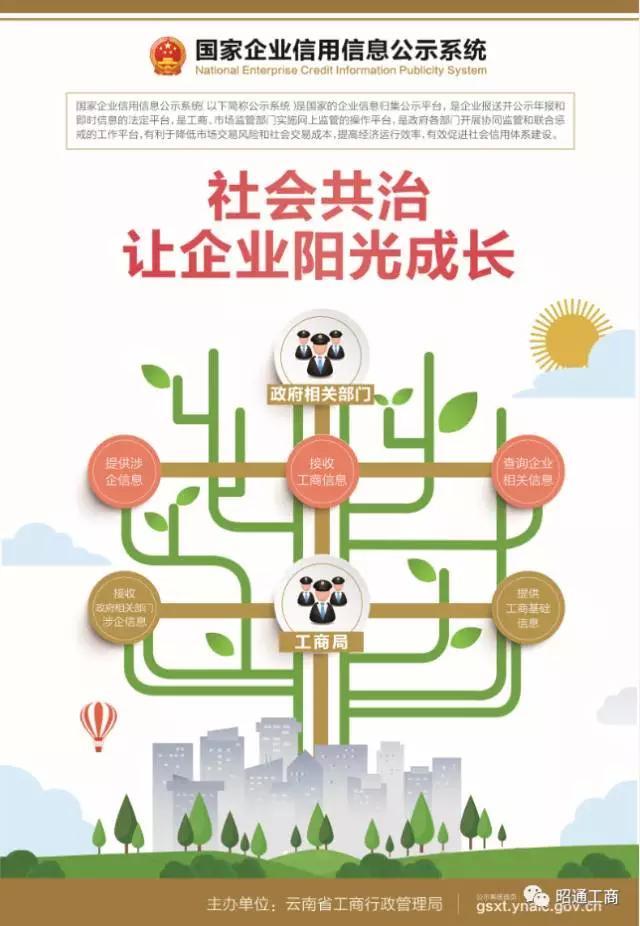 国家企业信用信息公示系统
National Enterprise Credit Information Publicity System
国家企业信用信息公示系统(以下简称公示系统)是国家的企业信息归集公示平台，是企业报送并公示年报和
即时信息的法定平台，是工商、市场监管部门实施网上监管的操作平台，是政府各部门开展协同监管和联合惩
戒的工作平台，有利于降低市场交易风险和社会交易成本，提高经济运行效率，有效促进社会信用体系建设。
社会共治
让企业阳光成长
政府相关部门
提供涉
企信息
接收
工商信息
查询企业
相关信息
接收
政府相关部门
涉企信息
工商局
提供
工商基础
信息
主办单位：云南省工商行政管理局
gsxt.ynaic.gov.cn
昭通工商